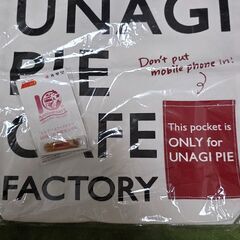 UNAGI
PIE
Don't put
mobile phone in!
CAFE
This pocket is
ONLY for
UNAGI PIE
FACTORY